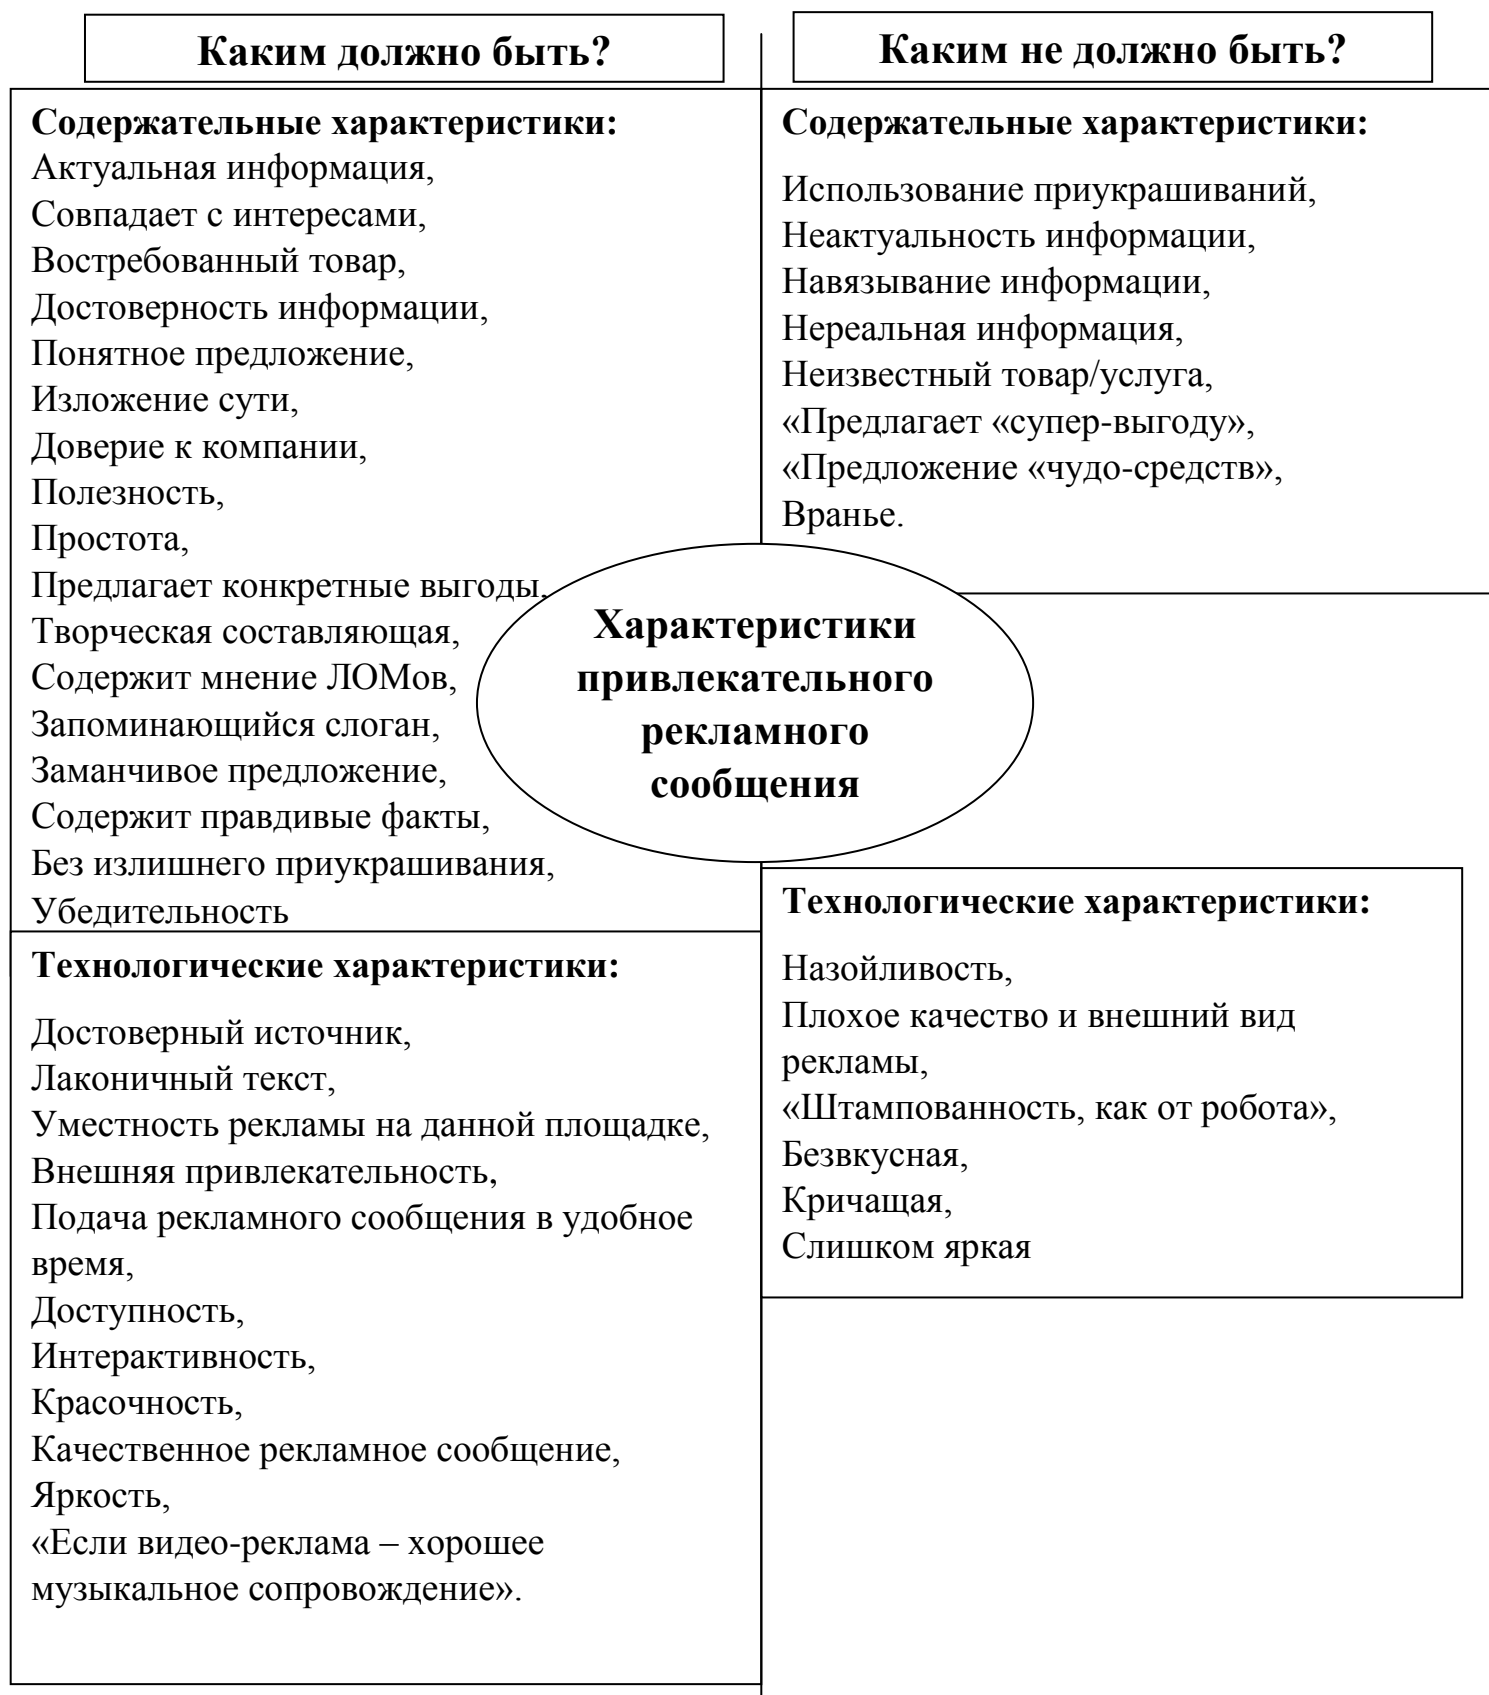 Каким должно быть?
Каким не должно быть?
Содержательные характеристики:
Актуальная информация,
Совпадает с интересами,
Востребованный товар,
Достоверность информации,
Понятное предложение,
Изложение сути,
Доверие к компании,
Полезность,
Простота,
Предлагает конкретные выгоды,
Творческая составляющая,
Содержит мнение ЛОМов,
Запоминающийся слоган,
Заманчивое предложение,
Содержит правдивые факты,
Без излишнего приукрашивания,
Убедительность
Содержательные характеристики:
Использование приукрашиваний,
Неактуальность информации,
Навязывание информации,
Нереальная информация,
Неизвестный товар/услуга,
«Предлагает «супер-выгоду»,
«Предложение «чудо-средств»,
Вранье.
Характеристики
привлекательного
рекламного
сообщения
Технологические характеристики:
Достоверный источник,
Лаконичный текст,
Уместность рекламы на данной площадке,
Внешняя привлекательность,
Подача рекламного сообщения в удобное
время,
Доступность,
Интерактивность,
Красочность,
Качественное рекламное сообщение,
Яркость,
«Если видео-реклама – хорошее
музыкальное сопровождение».
Технологические характеристики:
Назойливость,
Плохое качество и внешний вид
рекламы,
«Штампованность, как от робота»,
Безвкусная,
Кричащая,
Слишком яркая